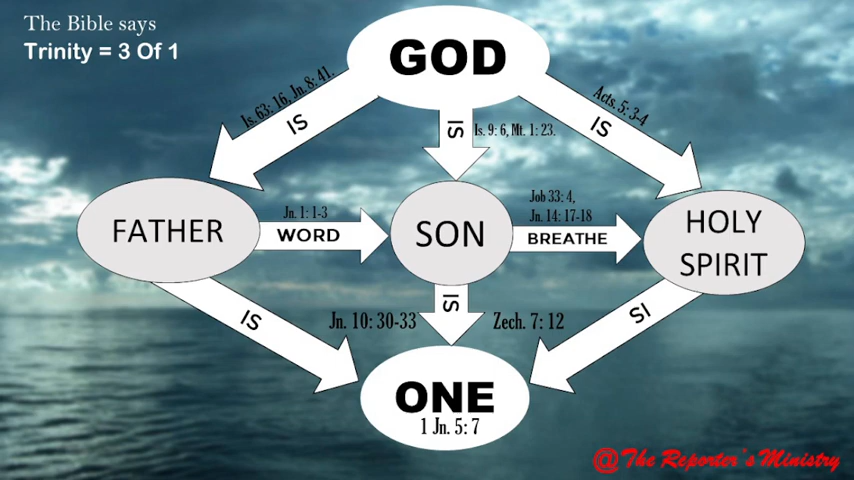 The Bible says
Trinity = 3 Of 1
GOD
Is. 63: 16, Jn. 8: 41.
IS
IS
Is. 9: 6, Mt. 1: 23.
Acts. 5: 3-4
IS
FATHER
Jn. 1: 1-3
WORD
SON
Job 33: 4,
Jn. 14: 17-18
BREATHE
HOLY
SPIRIT
IS
Jn. 10: 30-33
IS
Zech. 7: 12
IS
ONE
1 Jn. 5: 7
@The Reporter's Ministry